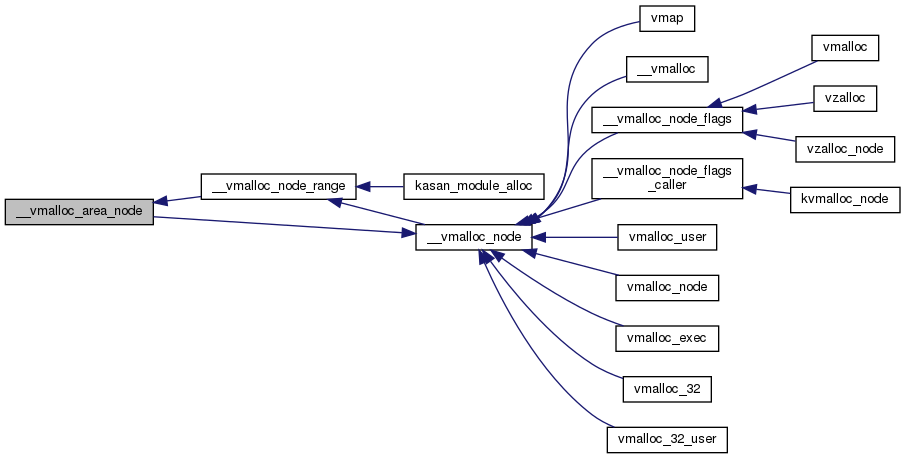 vmap
__vmalloc
vmalloc
vzalloc
__vmalloc_node_flags
vzalloc_node
__vmalloc_node_flags
_caller
kvmalloc_node
__vmalloc_node_range
kasan_module_alloc
__vmalloc_area_node
__vmalloc_node
vmalloc_user
vmalloc_node
vmalloc_exec
vmalloc_32
vmalloc_32_user